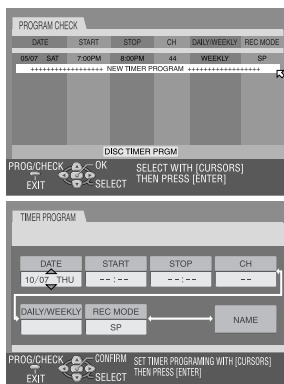 PROGRAM CHECK
DATE START STOP CH DAILY/WEEKLY REC MODE
05/07 SAT 7:00PM 8:00PM 44 WEEKLY SP
++++++++++++++++++ NEW TIMER PROGRAM ++++++++++++++++++
DISC TIMER PRGM
PROG/CHECK OK SELECT WITH [CURSORS]
EXIT SELECT THEN PRESS [ENTER]
TIMER PROGRAM
DATE START STOP CH
10/07 THU --:-- --:-- --
DAILY/WEEKLY REC MODE NAME
SP
PROG/CHECK CONFIRM SET TIMER PROGRAMING WITH [CURSORS]
EXIT SELECT THEN PRESS [ENTER]